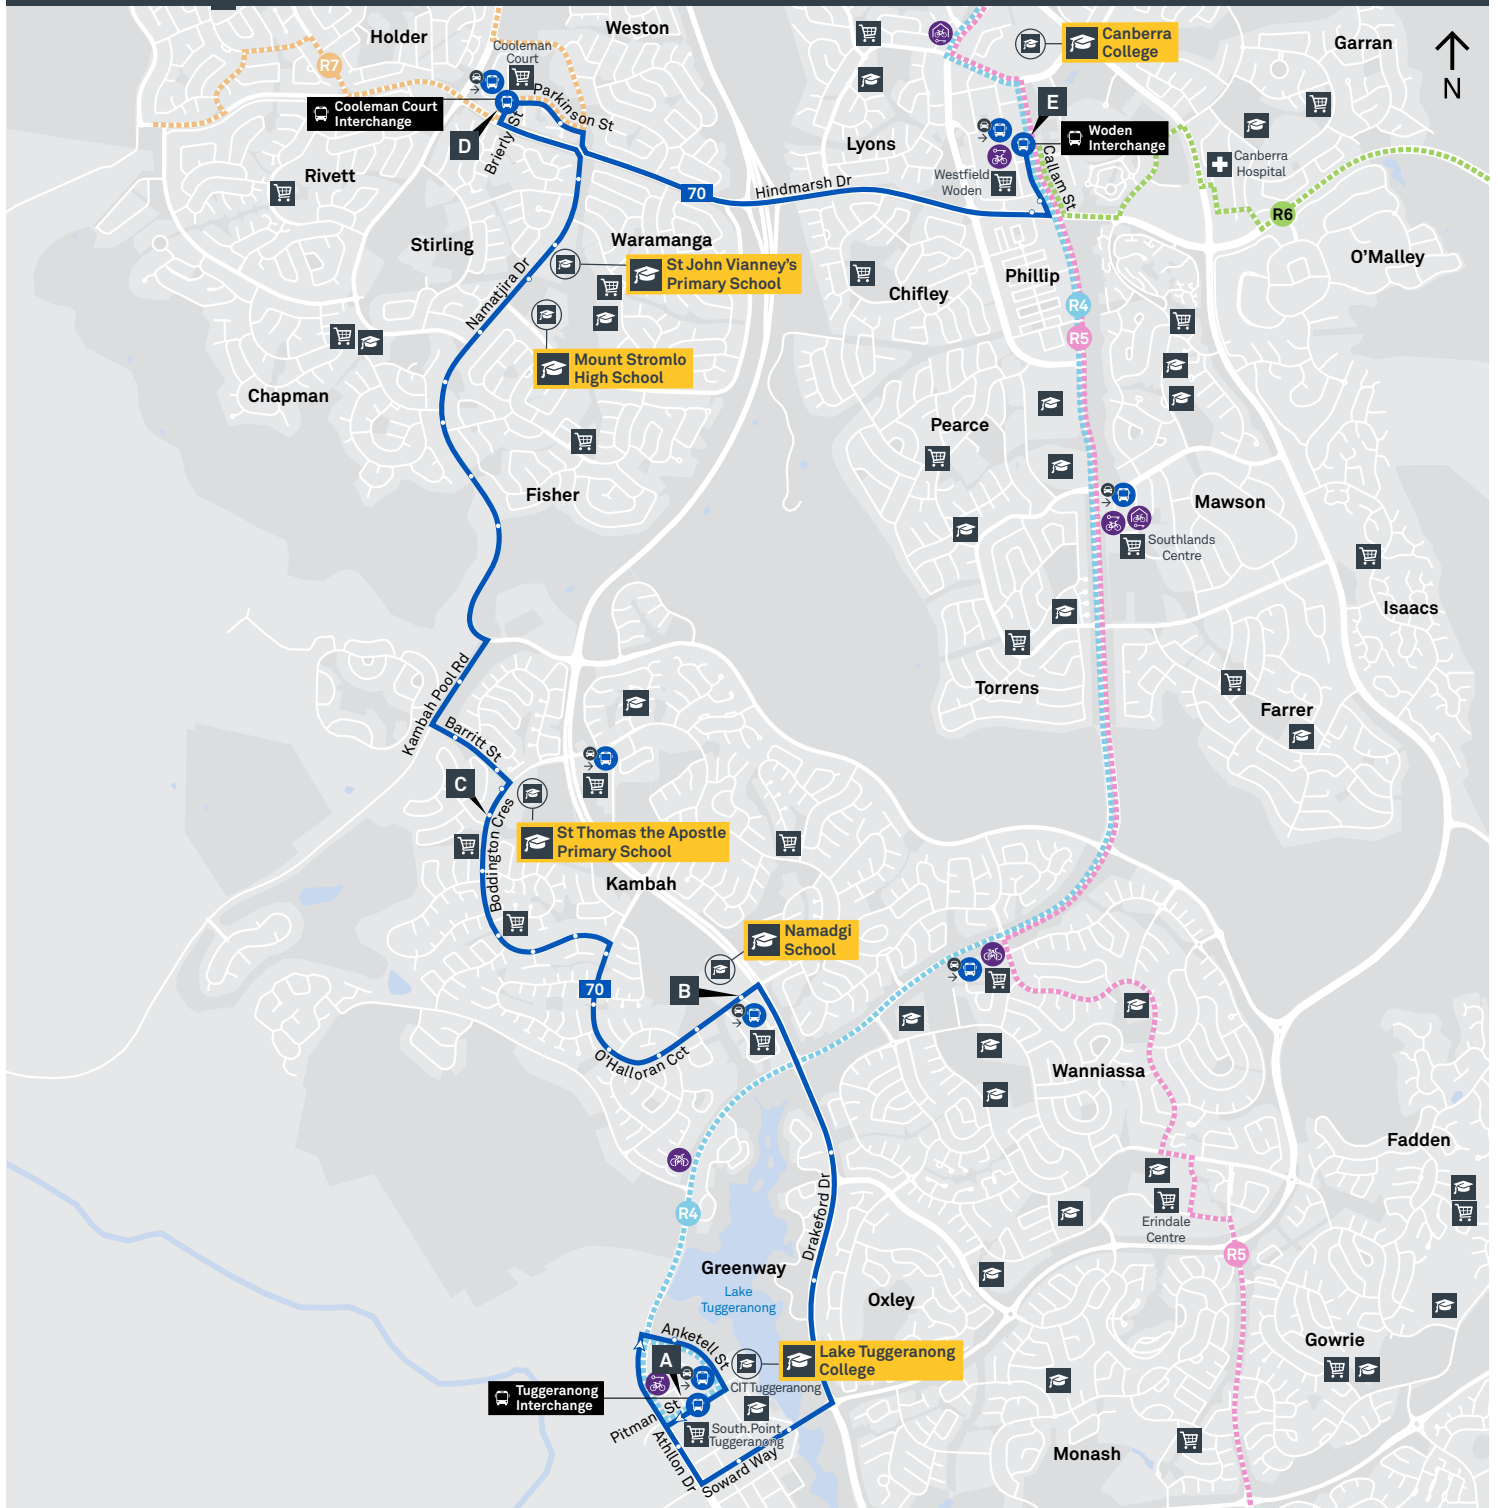 Holder
Weston
Cooleman
Court
Canberra
College
Garran
N
R7
Parkinson St
Cooleman Court
Interchange
D
Brierly St
E
Woden
Interchange
Lyons
Callam St
Westfield
Woden
Canberra
Hospital
Rivett
70
Hindmarsh Dr
R6
Stirling
Waramanga
O'Malley
St John Vianney's
Primary School
Phillip
Chifley
Namatjira Dr
R4
R5
Mount Stromlo
High School
Chapman
Pearce
Fisher
Mawson
Southlands
Centre
Isaacs
Torrens
Farrer
Kambah Pool Rd
Barritt St
C
Boddington Cres
St Thomas the Apostle
Primary School
Kambah
Namadgi
School
70
B
O'Halloran Cct
Wanniassa
Fadden
Drakeford Dr
R4
Erindale
Centre
R5
Greenway
Lake
Tuggeranong
Oxley
Gowrie
Anketell St
A
Lake Tuggeranong
College
CIT Tuggeranong
Tuggeranong
Interchange
Pitman St
South.Point
Tuggeranong
Athllon Dr
Soward Way
Monash